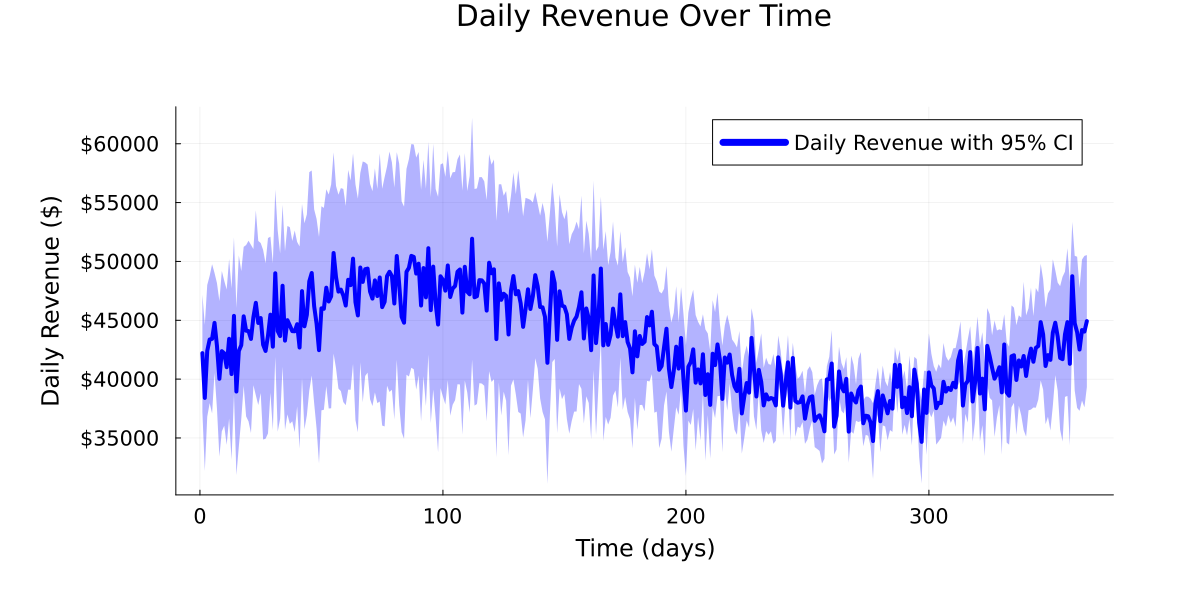 Daily Revenue Over Time
Daily Revenue with 95% CI
$60000
$55000
$50000
$45000
$40000
$35000
Daily Revenue ($)
0 100 200 300
Time (days)